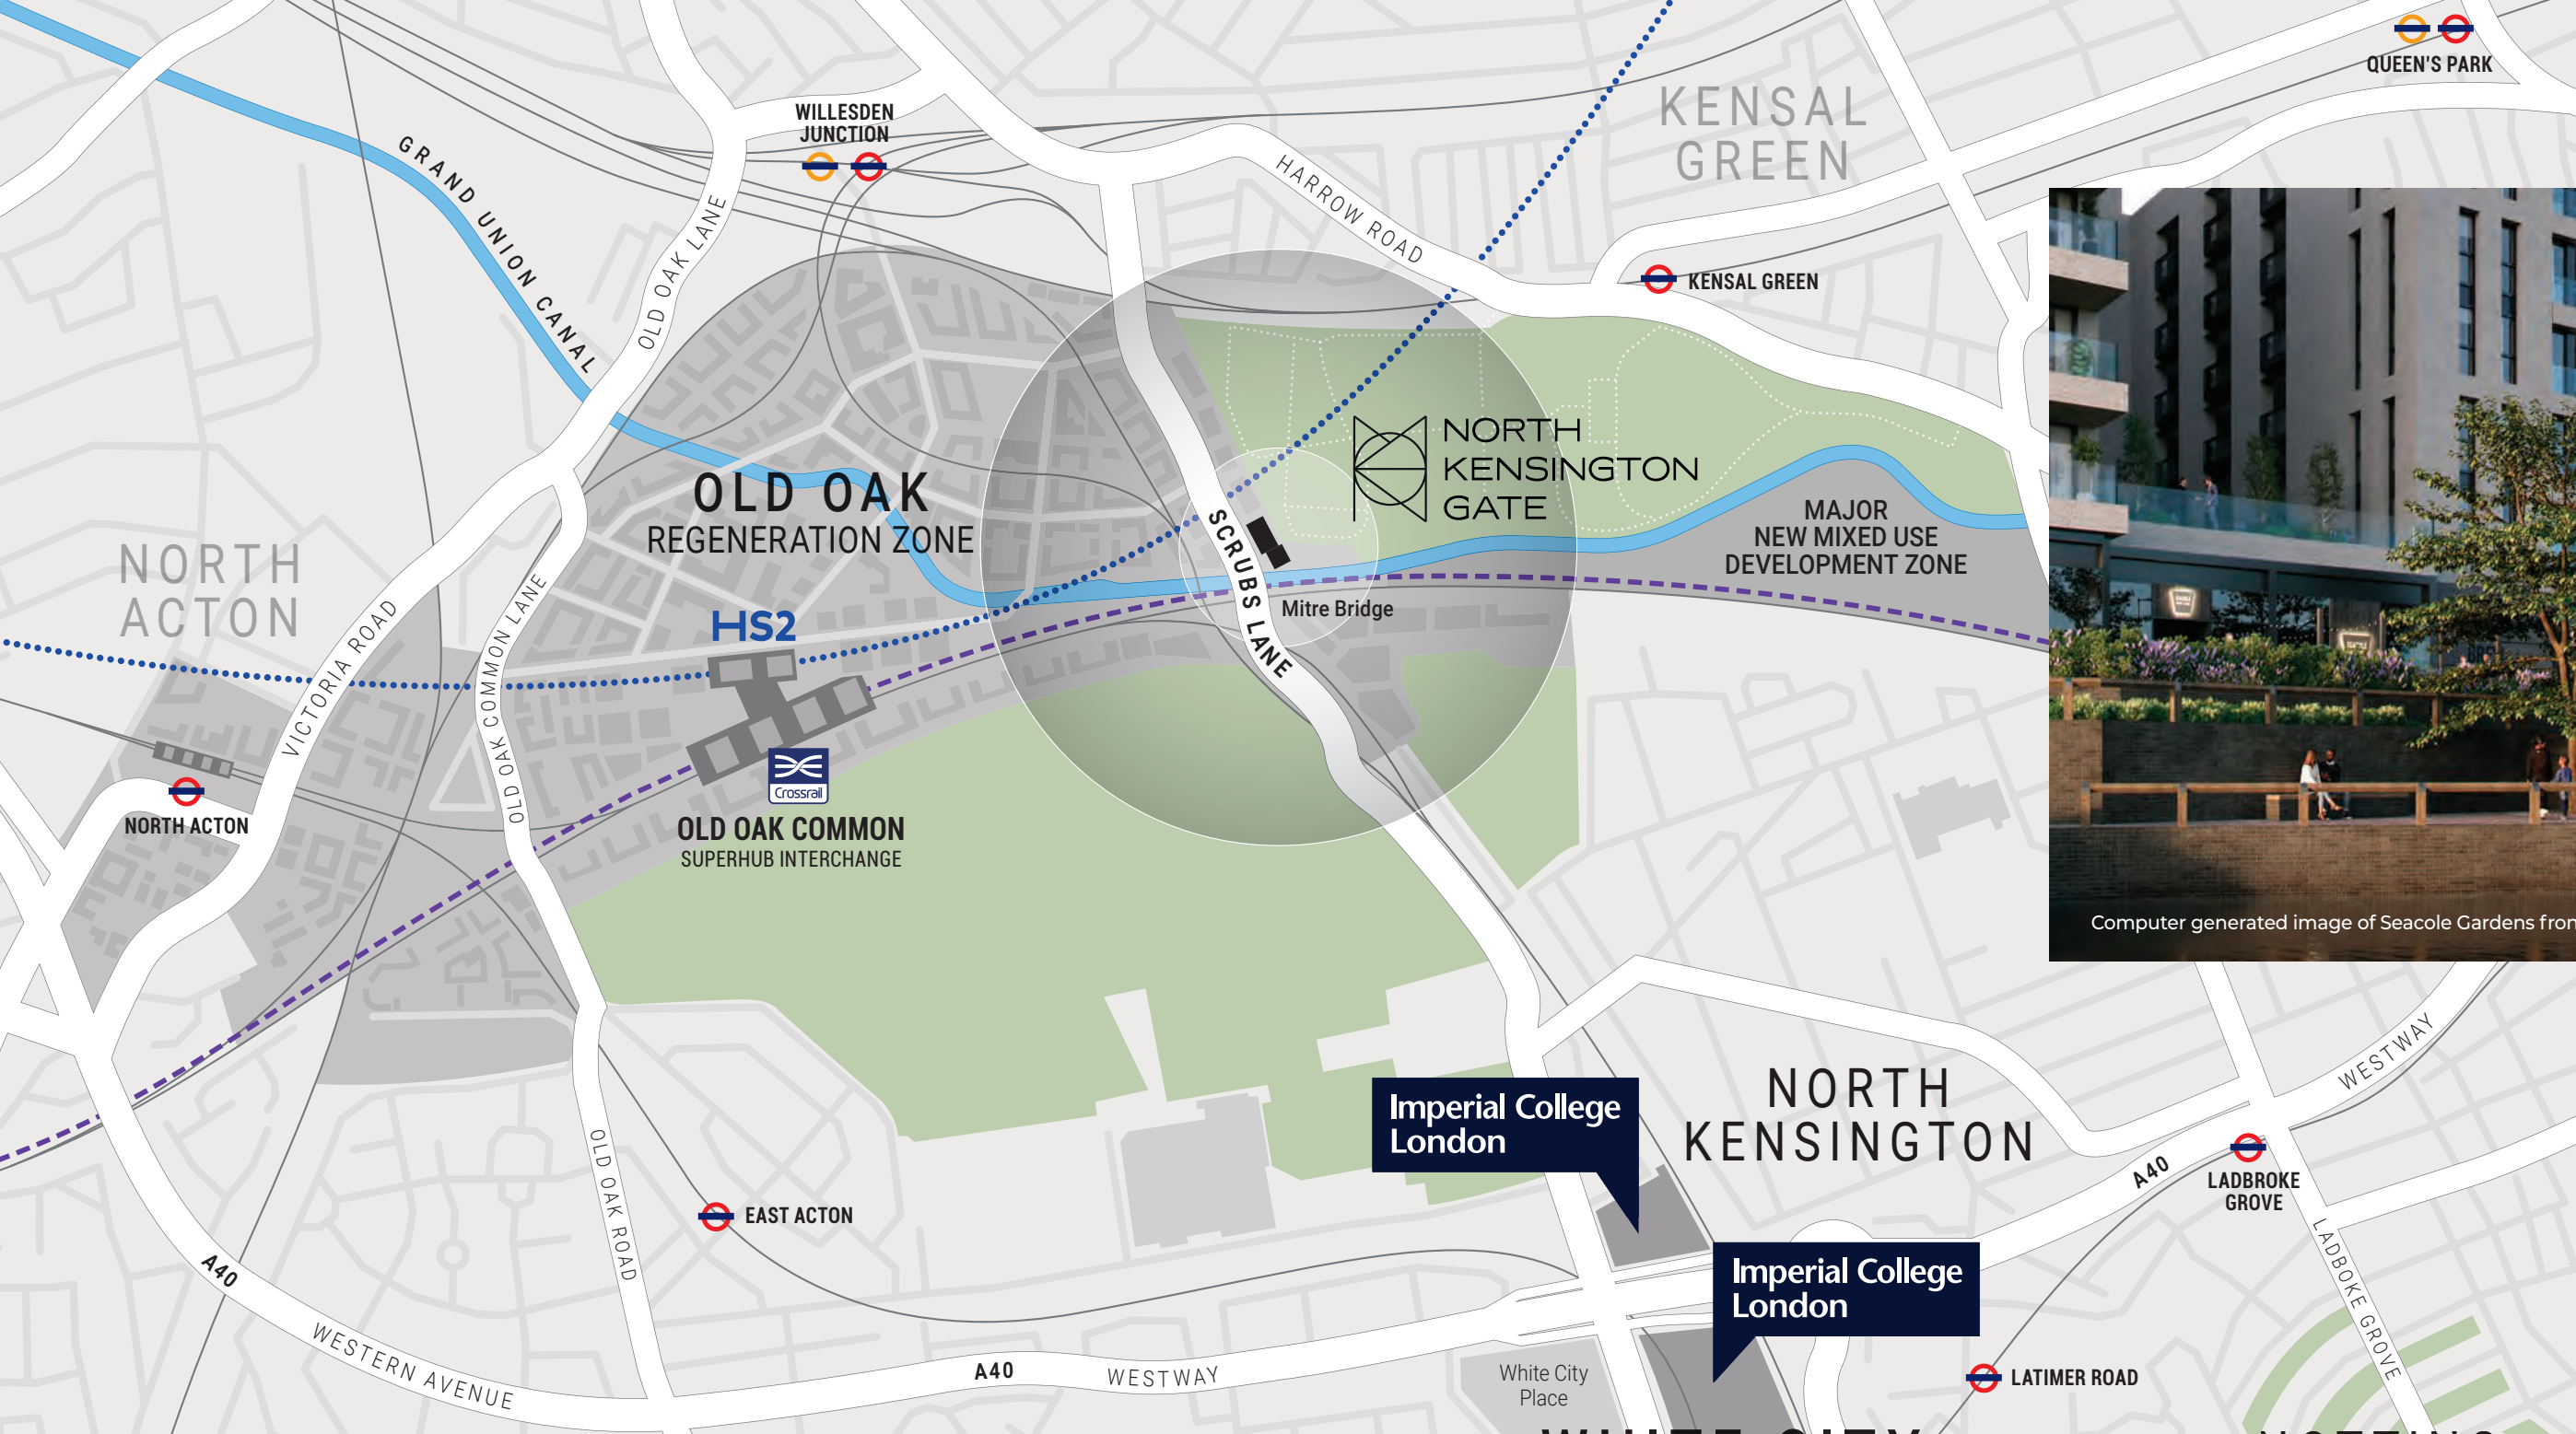 QUEEN'S PARK
WILLESDEN
JUNCTION
KENSAL
GREEN
GRAND UNION CANAL
HARROW ROAD
OLD OAK LANE
KENSAL GREEN
NORTH
KENSINGTON
GATE
OLD OAK
REGENERATION ZONE
SCRUBS LANE
MAJOR
NEW MIXED USE
DEVELOPMENT ZONE
NORTH
ACTON
OLD OAK COMMON LANE
VICTORIA ROAD
HS2
Mitre Bridge
Crossrail
NORTH ACTON
OLD OAK COMMON
SUPERHUB INTERCHANGE
Computer generated image of Seacole Gardens from
WESTWAY
Imperial College
London
NORTH
KENSINGTON
A40
LADBROKE
GROVE
OLD OAK ROAD
EAST ACTON
LADBOKE GROVE
A40
Imperial College
London
WESTERN AVENUE
A40
WESTWAY
White City
Place
LATIMER ROAD
WHITE CITY